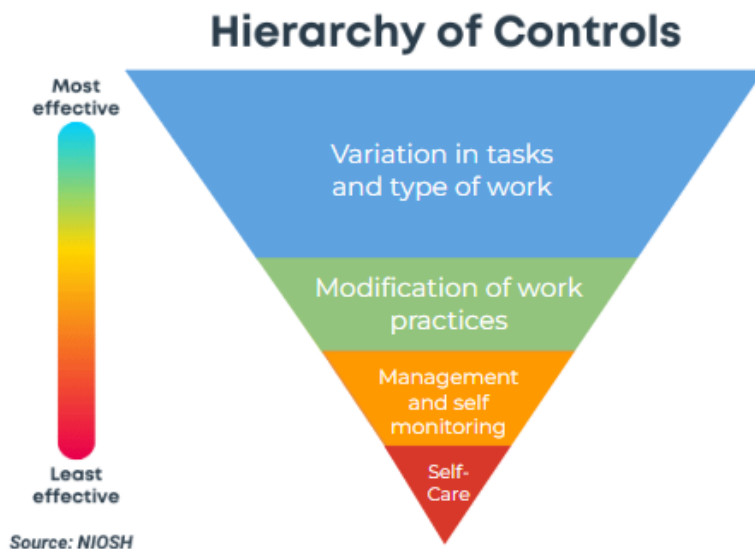 Hierarchy of Controls
Most
effective
Variation in tasks
and type of work
Modification of work
practices
Management
and self
monitoring
Self-
Care
Least
effective
Source: NIOSH